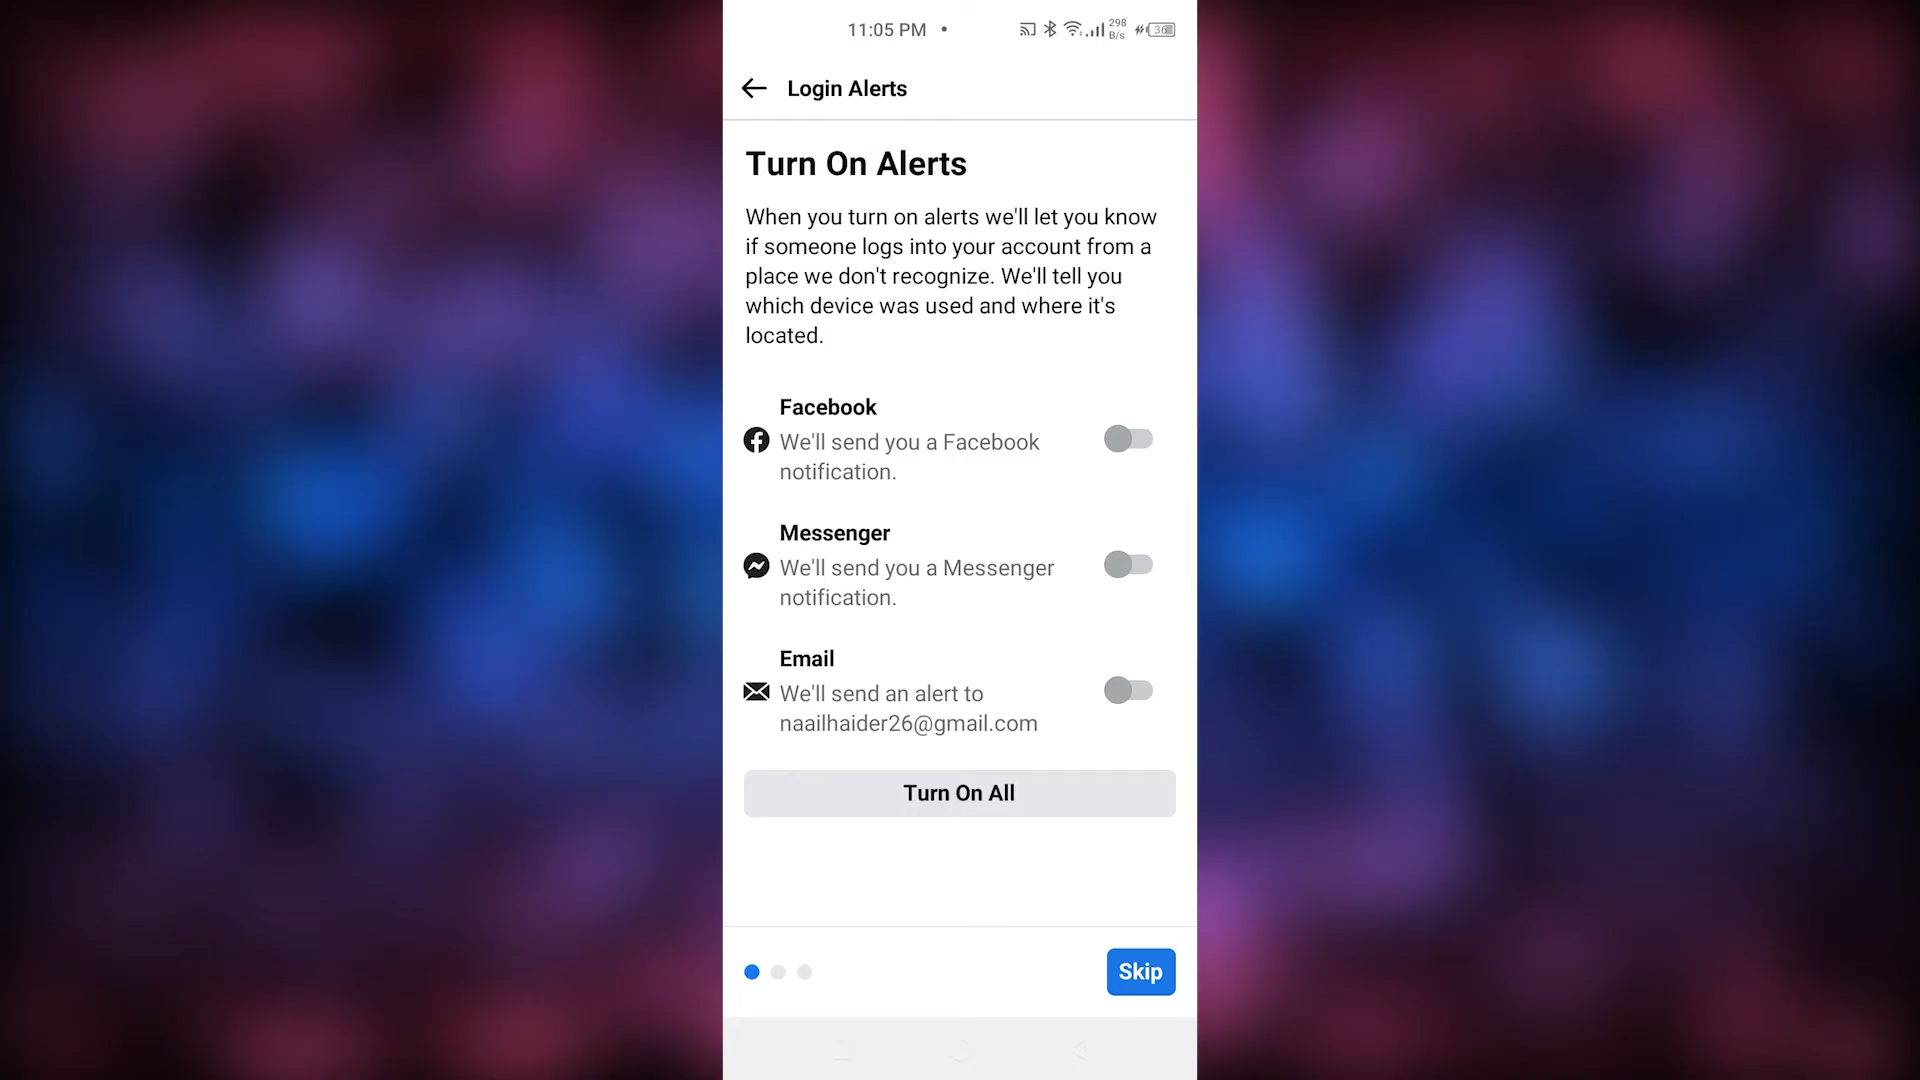 11:05 PM
298
B/s
36
Login Alerts
Turn On Alerts
When you turn on alerts we'll let you know
if someone logs into your account from a
place we don't recognize. We'll tell you
which device was used and where it's
located.
Facebook
We'll send you a Facebook
notification.
Messenger
We'll send you a Messenger
notification.
Email
We'll send an alert to
naailhaider26@gmail.com
Turn On All
Skip